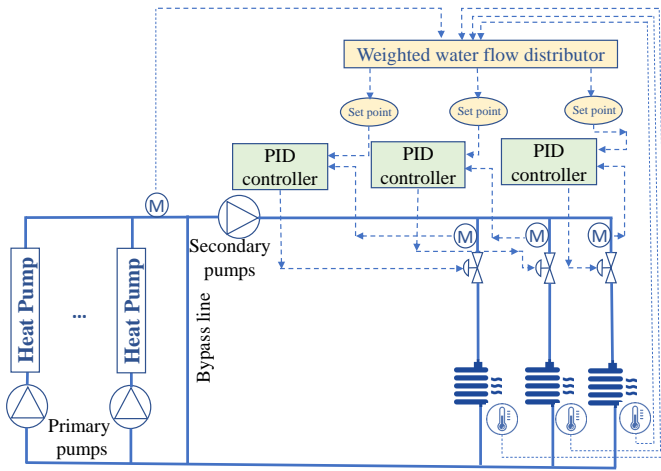 Weighted water flow distributor
Set point
Set point
Set point
PID
controller
PID
controller
PID
controller
M
M
M
M
Secondary
pumps
Heat Pump
...
Heat Pump
Bypass line
Primary
pumps